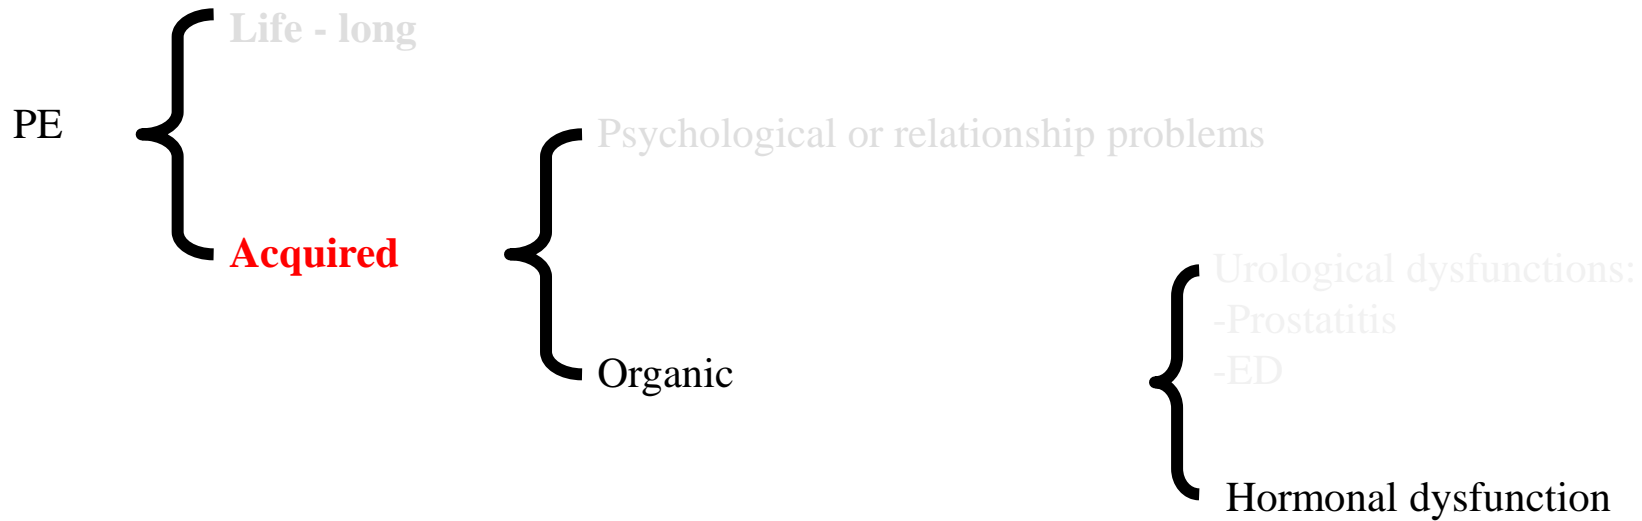 Life - long
PE
Psychological or relationship problems
Acquired
Urological dysfunctions:
-Prostatitis
-ED
Organic
Hormonal dysfunction